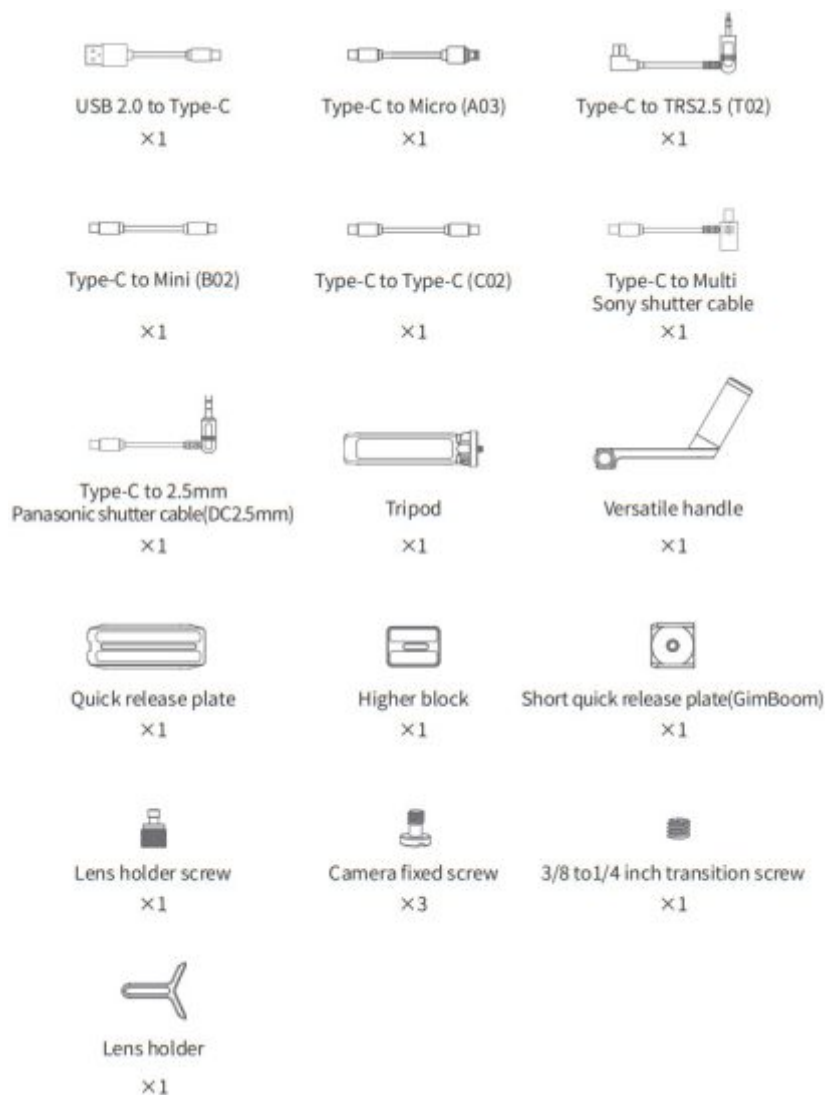 USB 2.0 to Type-C
×1
Type-C to Micro (A03)
×1
Type-C to TRS2.5 (T02)
×1
Type-C to Mini (B02)
×1
Type-C to Type-C (C02)
×1
Type-C to Multi
Sony shutter cable
×1
Type-C to 2.5mm
Panasonic shutter cable(DC2.5mm)
×1
Tripod
×1
Versatile handle
×1
Quick release plate
×1
Higher block
×1
Short quick release plate(GimBoom)
×1
Lens holder screw
×1
Camera fixed screw
×3
3/8 to1/4 inch transition screw
×1
Lens holder
×1